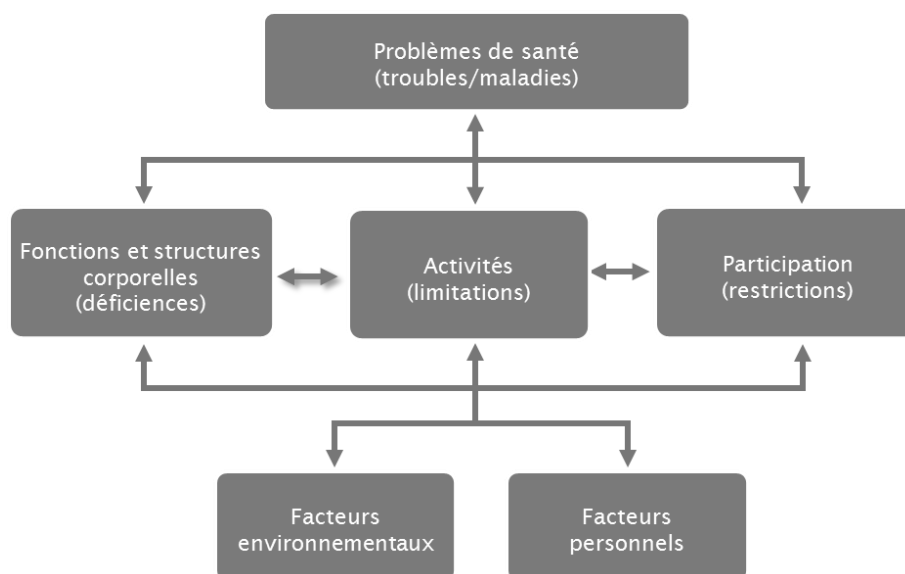 Problèmes de santé
(troubles/maladies)
Fonctions et structures
corporelles
(déficiences)
Activités
(limitations)
Participation
(restrictions)
Facteurs
environnementaux
Facteurs
personnels